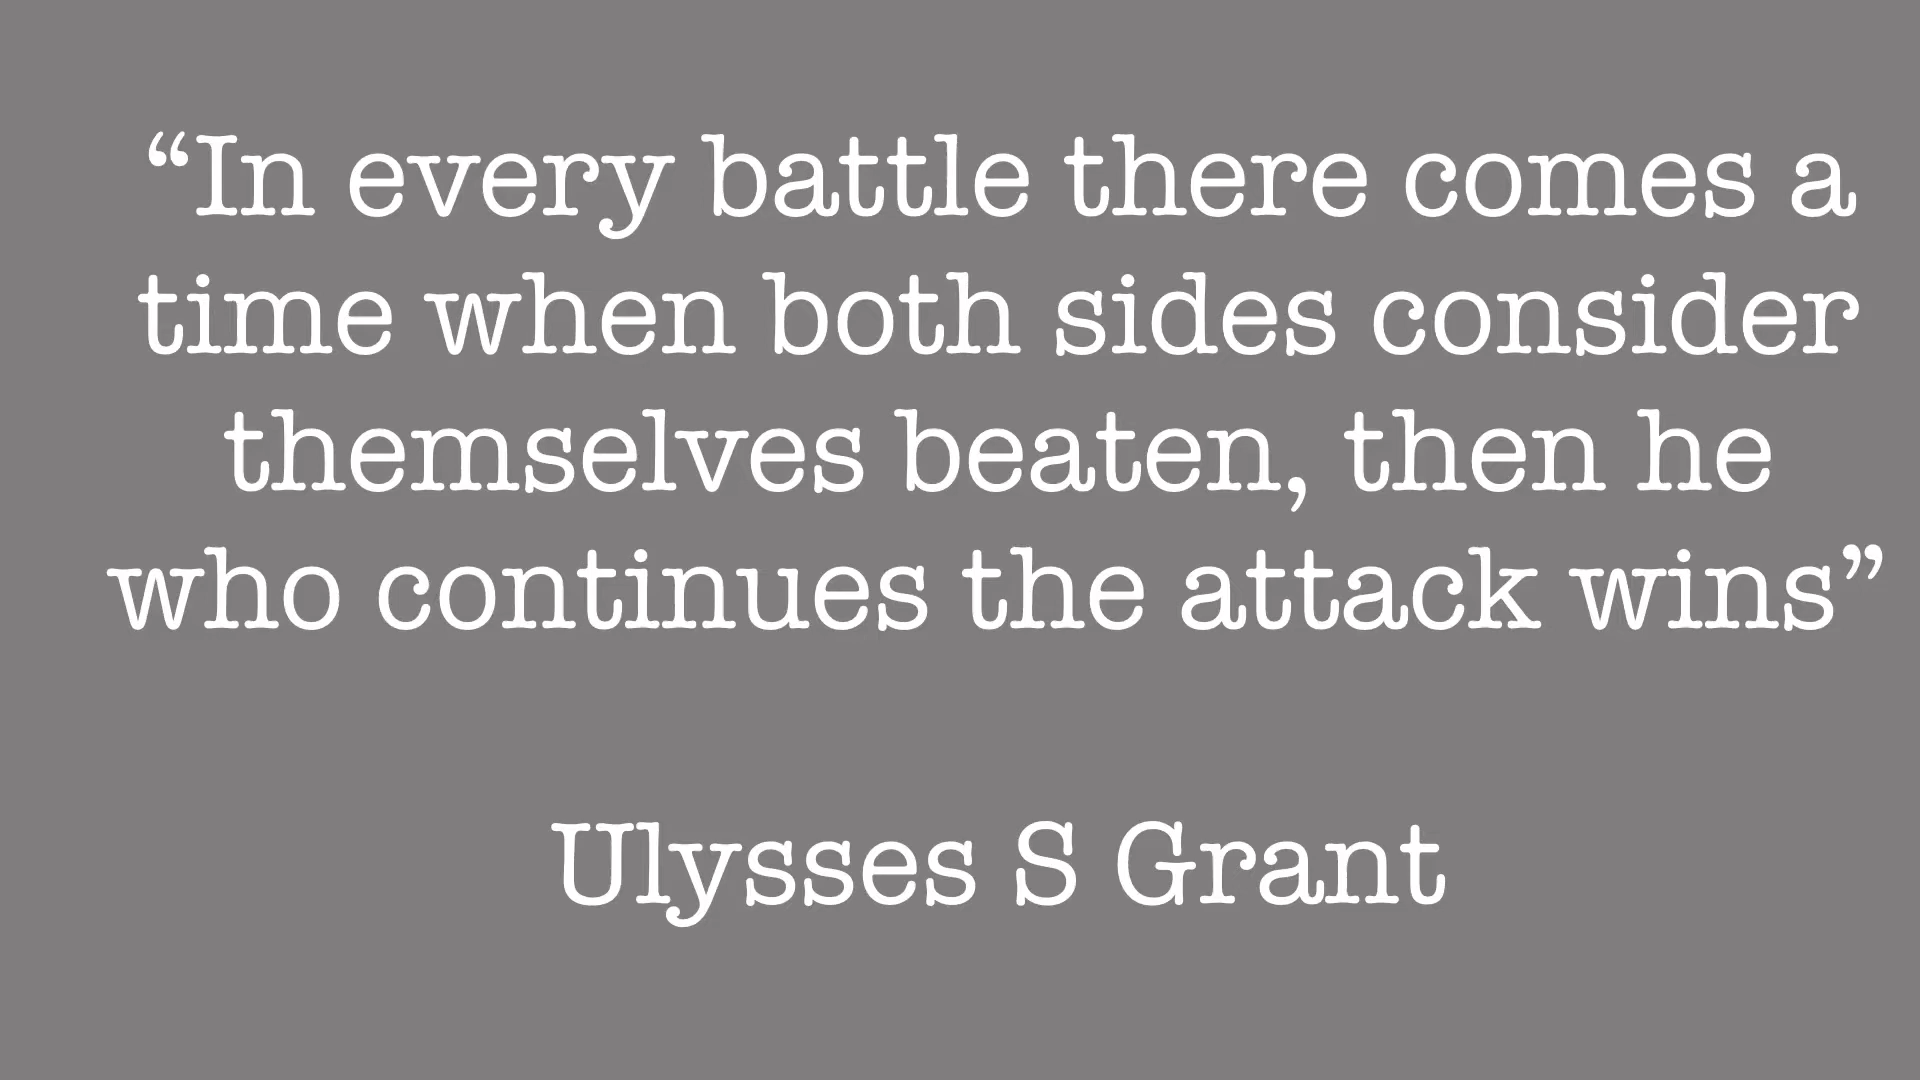 “In every battle there comes a
time when both sides consider
themselves beaten, then he
who continues the attack wins”
Ulysses S Grant